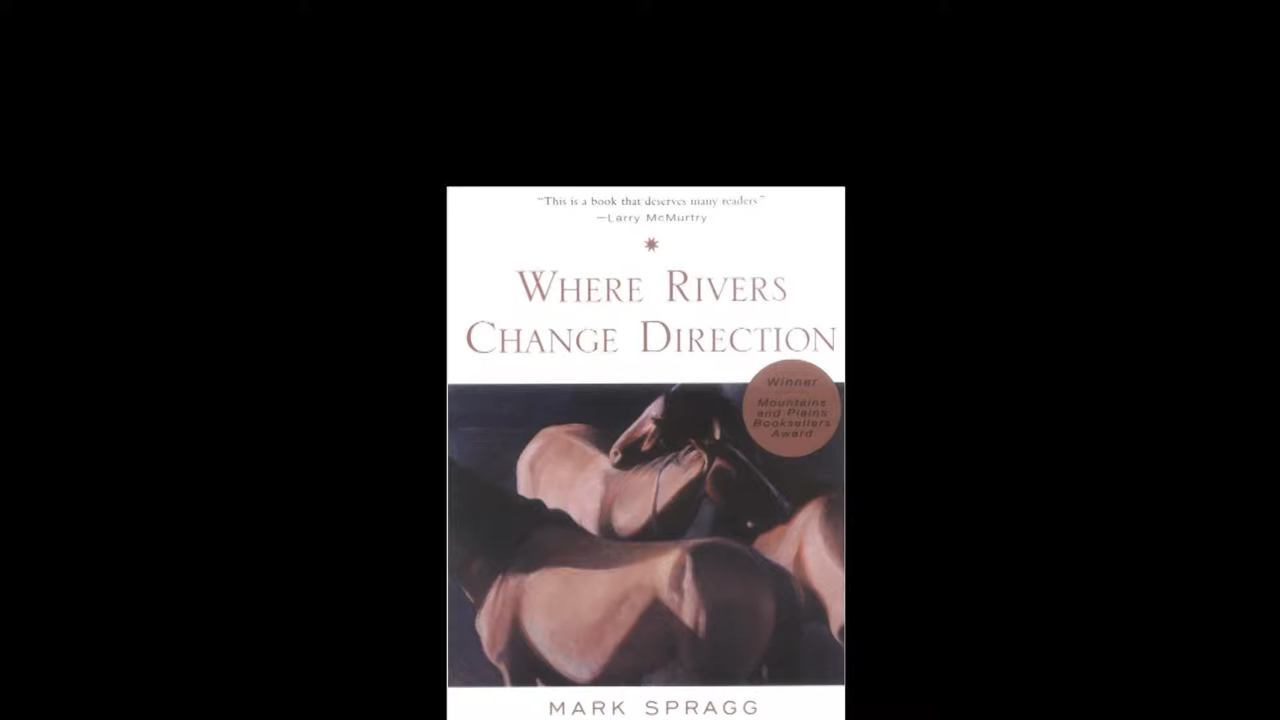 “This is a book that deserves many readers”
—Larry McMurtry
WHERE RIVERS
CHANGE DIRECTION
Winner
Mountains
and Plains
Booksellers
Award
MARK SPRAGG